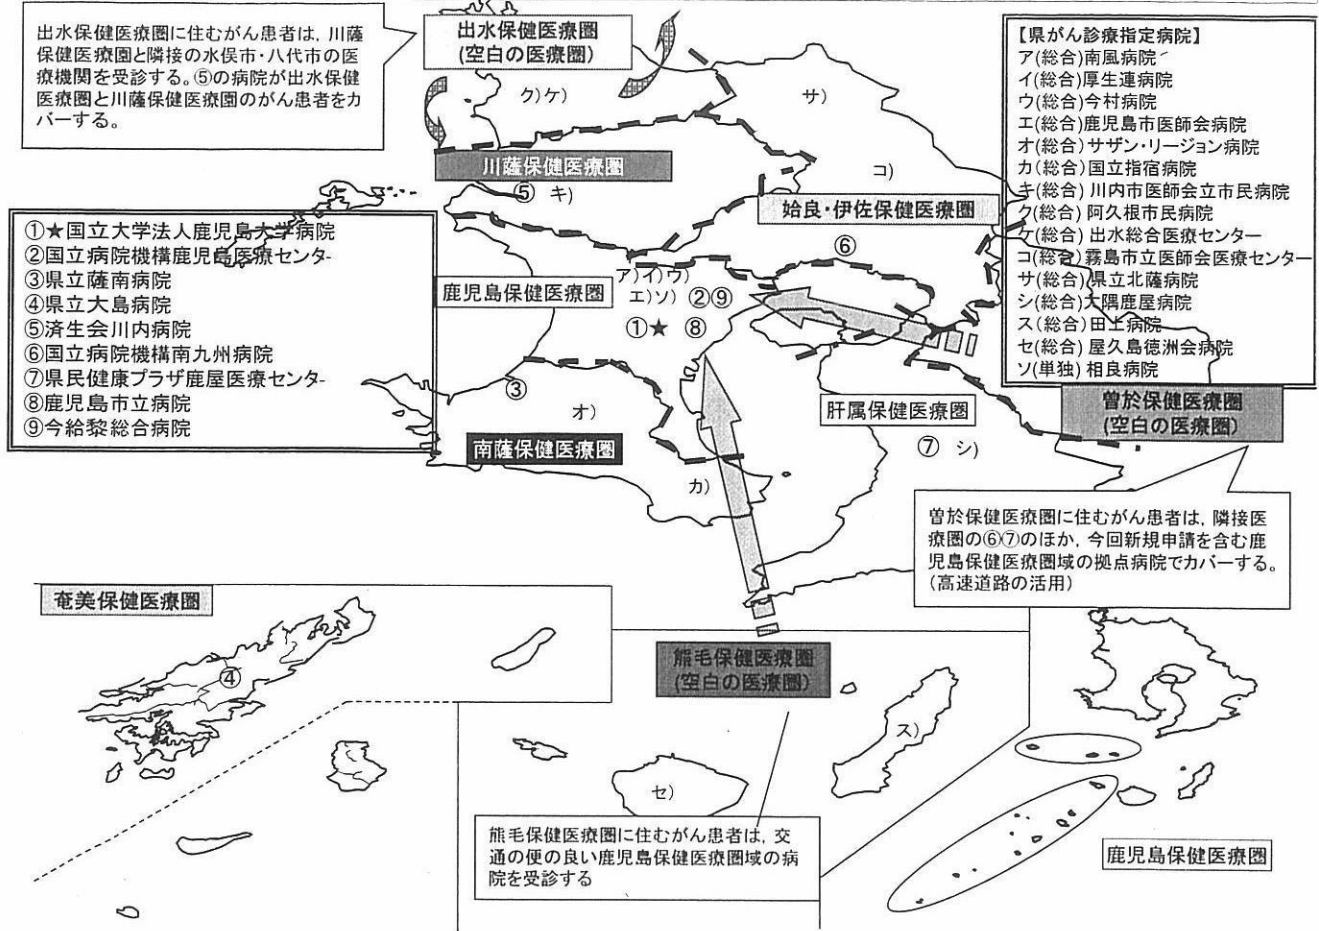 出水保健医療圏に住むがん患者は, 川薩
保健医療圏と隣接の水俣市・八代市の医
療機関を受診する。⑤の病院が出水保健
医療圏と川薩保健医療圏のがん患者をカ
バーする。
出水保健医療圏
(空白の医療圏)
【県がん診療指定病院】
ア(総合)南風病院
イ(総合)厚生連病院
ウ(総合)今村病院
エ(総合)鹿児島市医師会病院
オ(総合)サザン・リージョン病院
カ(総合)国立指宿病院
キ(総合) 川内市医師会立市民病院
ク(総合) 阿久根市民病院
ケ(総合) 出水総合医療センター
コ(総合) 霧島市立医師会医療センター
サ(総合) 県立北薩病院
シ(総合) 大隅鹿屋病院
ス(総合) 田上病院
セ(総合) 屋久島徳洲会病院
ソ(単独) 相良病院
ク)ケ)
サ)
川薩保健医療圏
⑤ キ)
コ)
姶良・伊佐保健医療圏
⑥
①★国立大学法人鹿児島大学病院
②国立病院機構鹿児島医療センター
③県立薩南病院
④県立大島病院
⑤済生会川内病院
⑥国立病院機構南九州病院
⑦県民健康プラザ鹿屋医療センター
⑧鹿児島市立病院
⑨今給黎総合病院
鹿児島保健医療圏
ア)イ)ウ)
エ)ソ) ②⑨
①★ ⑧
③
オ)
南薩保健医療圏
カ)
肝属保健医療圏
⑦ シ)
曽於保健医療圏
(空白の医療圏)
曽於保健医療圏に住むがん患者は, 隣接医
療圏の⑥⑦のほか, 今回新規申請を含む鹿
児島保健医療圏域の拠点病院でカバーする。
(高速道路の活用)
奄美保健医療圏
④
熊毛保健医療圏
(空白の医療圏)
ス)
セ)
熊毛保健医療圏に住むがん患者は, 交
通の便の良い鹿児島保健医療圏域の病
院を受診する
鹿児島保健医療圏